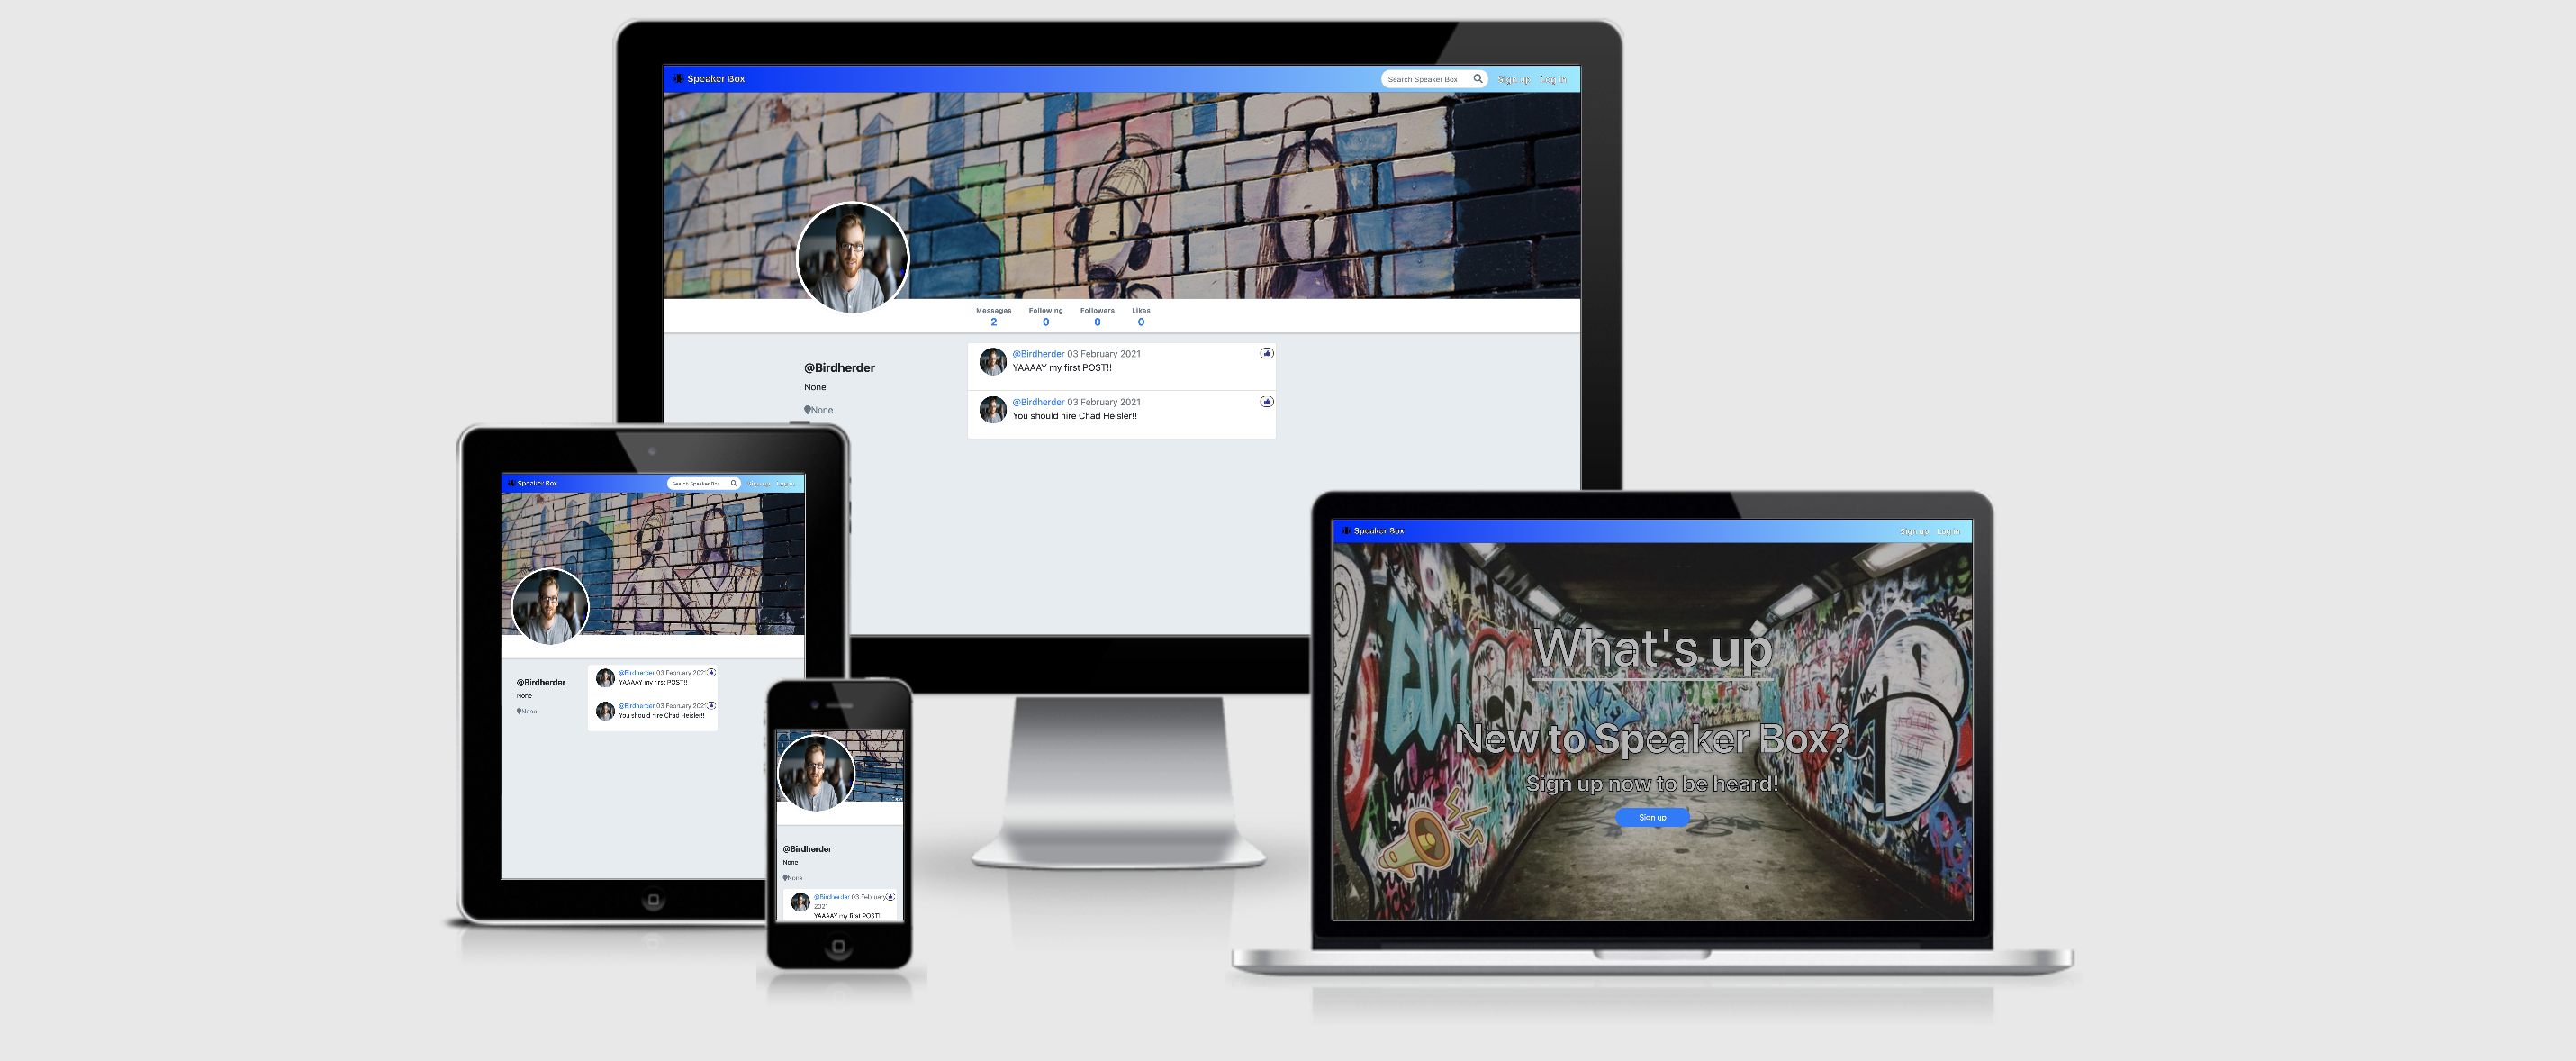 Speaker Box Search Speaker Box Sign up Log in
Messages Following Followers Likes
2 0 0 0
@Birdherder
None
None
@Birdherder 03 February 2021
YAAAAY my first POST!!
@Birdherder 03 February 2021
You should hire Chad Heisler!!
Speaker Box Search Speaker Box
@Birdherder
None
None
@Birdherder 03 February 2021
YAAAAY my first POST!!
@Birdherder 03 February 2021
You should hire Chad Heisler!!
@Birdherder
None
None
@Birdherder 03 February
2021
YAAAAY my first POST!!
Speaker Box Sign up Log in
What's up
New to Speaker Box?
Sign up now to be heard!
Sign up